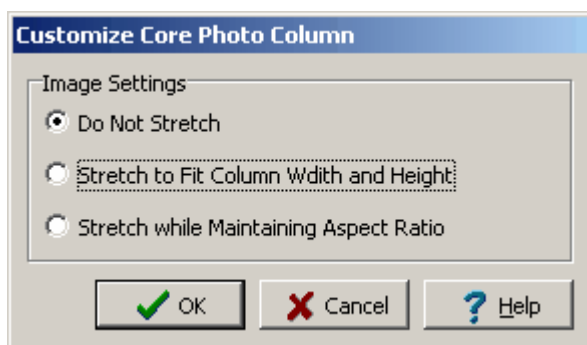 Customize Core Photo Column
Image Settings
Do Not Stretch
Stretch to Fit Column Wdith and Height
Stretch while Maintaining Aspect Ratio
OK Cancel Help